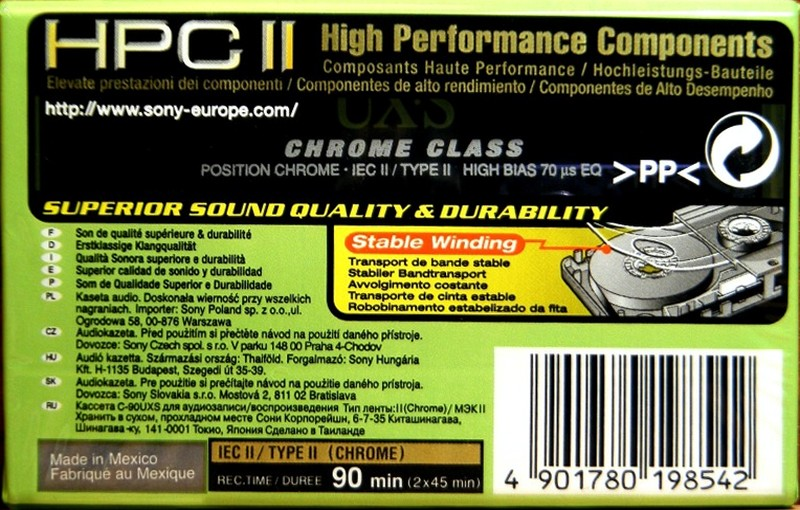 HPC II High Performance Components
Composants Haute Performance / Hochleistungs-Bauteile
Elevate prestazioni dei componenti / Componentes de alto rendimiento / Componentes de Alto Desempenho
http://www.sony-europe.com/
UX·S
CHROME CLASS
POSITION CHROME · IEC II / TYPE II HIGH BIAS 70 µs EQ >PP<
SUPERIOR SOUND QUALITY & DURABILITY
F Son de qualité supérieure & durabilité
D Erstklassige Klangqualität
I Qualità Sonora superiore e durabilità
E Superior calidad de sonido y durabilidad
P Som de Qualidade Superior e Durabilidade
PL Kaseta audio. Doskonała wierność przy wszelkich
nagraniach. Importer: Sony Poland sp. z o.o.,ul.
Ogrodowa 58, 00-876 Warszawa
CZ Audiokazeta. Před použitím si přečtěte návod na použití daného přístroje.
Dovozce: Sony Czech spol. s r.o. V parku 148 00 Praha 4-Chodov
HU Audió kazetta. Származási ország: Thaiföld. Forgalmazó: Sony Hungária
Kft. H-1135 Budapest, Szegedi út 35-39.
SK Audiokazeta. Pre použitie si prečítajte návod na použitie daného prístroja.
Dovozca: Sony Slovakia s.r.o. Mostová 2, 811 02 Bratislava
RU Кассета C-90UXS для аудиозаписи/воспроизведения Тип ленты:II(Chrome)/ МЭК II
Хранить в сухом, прохладном месте Сони Корпорейшн, 6-7-35 Киташинагава,
Шинагава-ку, 141-0001 Токио, Япония Сделано в Таиланде
Stable Winding
Transport de bande stable
Stabiler Bandtransport
Avvolgimento costante
Transporte de cinta estable
Robobinamento estabelizado da fita
Made in Mexico
Fabriqué au Mexique
IEC II / TYPE II (CHROME)
REC.TIME / DUREE 90 min (2x45 min)
4 901780 198542